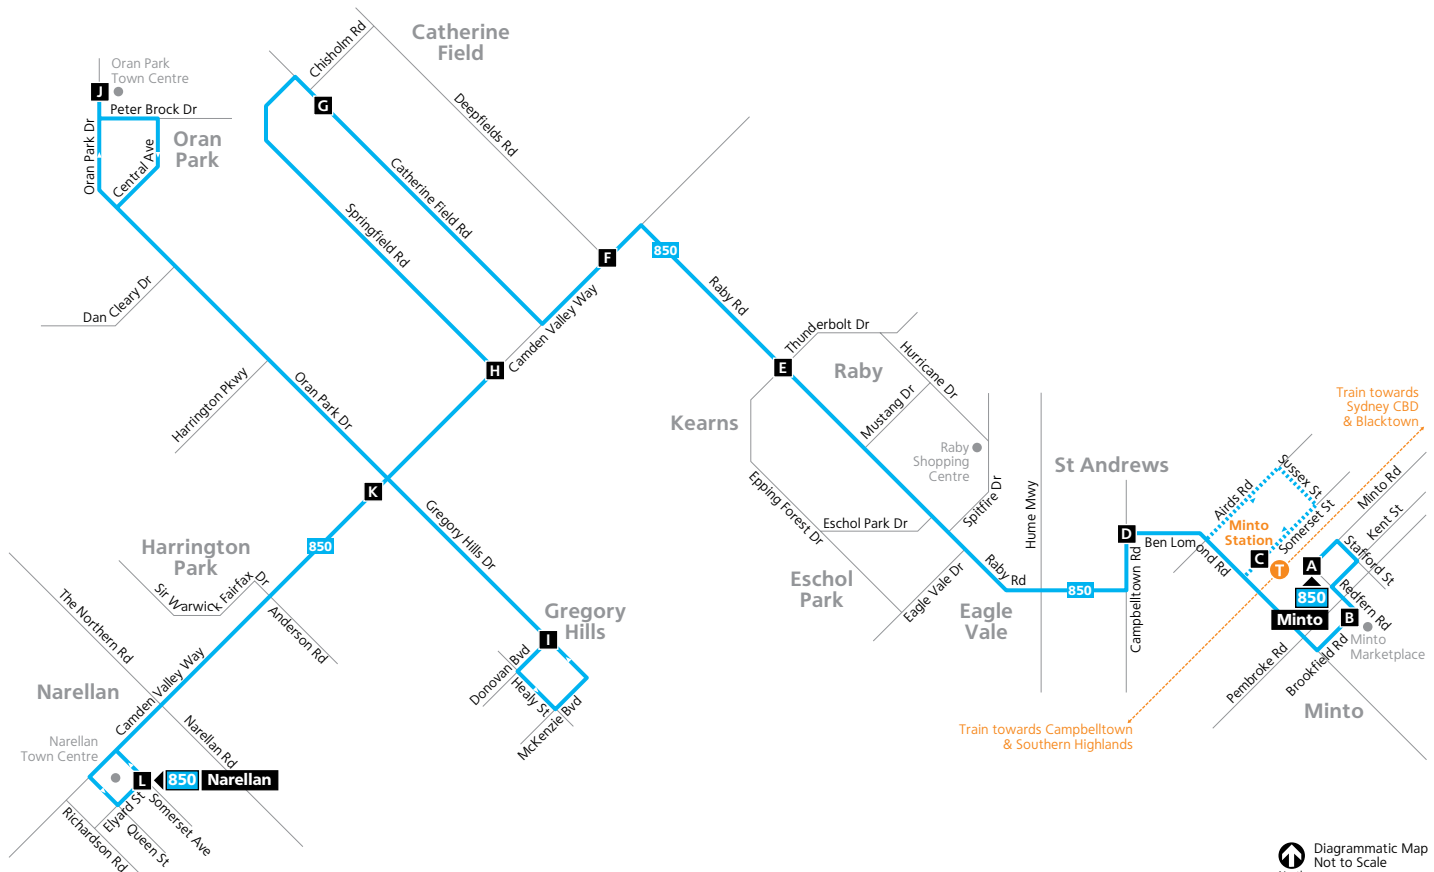 Catherine
Field
Chisholm Rd
Deepfields Rd
Oran Park
Town Centre
J
Peter Brock Dr
Oran
Park
Oran Park Dr
Central Ave
G
Catherine Field Rd
Springfield Rd
F
850
Camden Valley Way
H
Raby Rd
Dan Cleary Dr
Harrington Pkwy
Oran Park Dr
K
E
Thunderbolt Dr
Raby
Hurricane Dr
Mustang Dr
Kearns
Raby
Shopping
Centre
Spitfire Dr
Epping Forest Dr
Eschol Park Dr
Eschol
Park
Eagle Vale Dr
Eagle
Vale
Raby Rd
Hume Mwy
850
St Andrews
D
Campbelltown Rd
Ben Lomond Rd
Airds Rd
Sussex St
Somerset St
Minto
Station
C
T
Train towards
Sydney CBD
& Blacktown
Minto Rd
Kent St
Stafford St
A
850
Minto
Redfern Rd
B
Minto
Marketplace
Brookfield Rd
Pembroke Rd
Minto
Train towards Campbelltown
& Southern Highlands
Gregory Hills Dr
850
Harrington
Park
Sir Warwick Fairfax Dr
Anderson Rd
Gregory
Hills
I
Donovan Bvd
Healy St
McKenzie Bvd
The Northern Rd
Camden Valley Way
Narellan
Narellan Rd
Narellan
Town Centre
L
850
Narellan
Elyard St
Somerset Ave
Queen St
Richardson Rd
Diagrammatic Map
Not to Scale